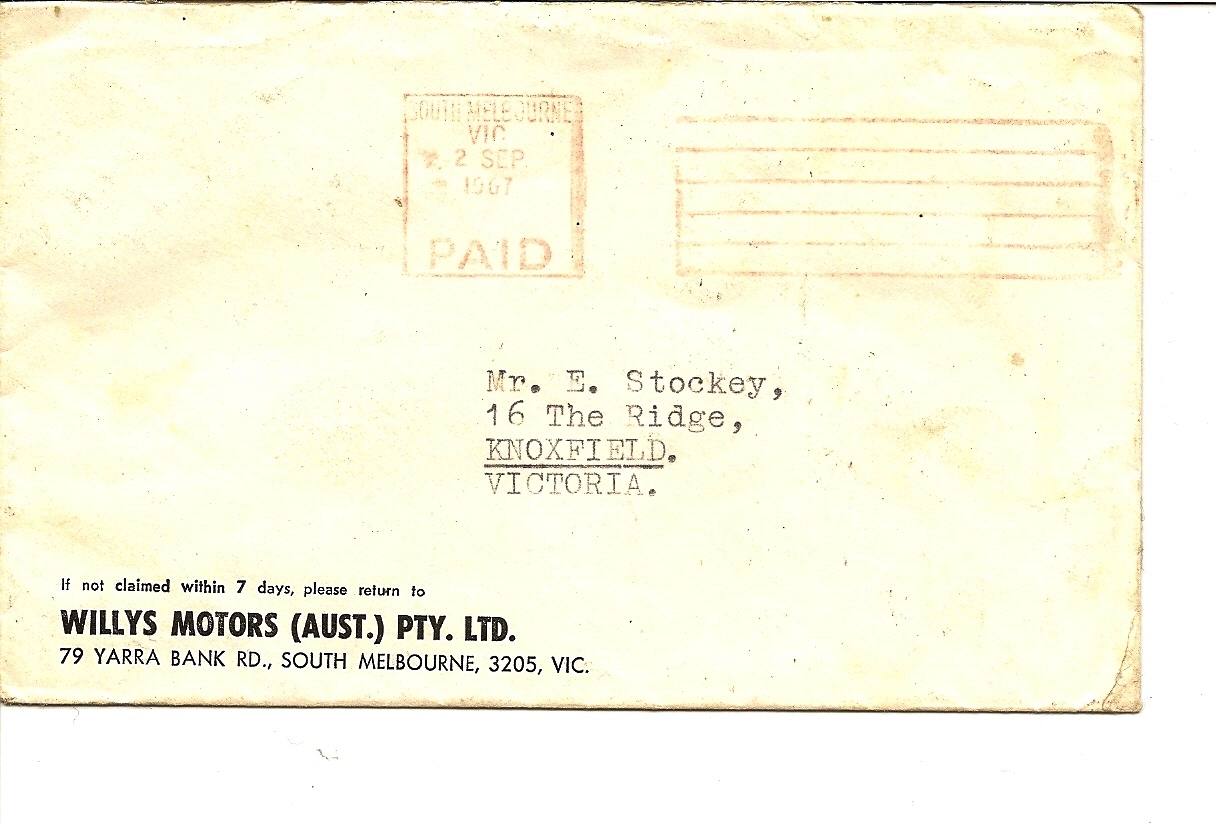 SOUTH MELBOURNE
VIC
2 SEP
1967
PAID
Mr. E. Stockey,
16 The Ridge,
KNOXFIELD.
VICTORIA.
If not claimed within 7 days, please return to
WILLYS MOTORS (AUST.) PTY. LTD.
79 YARRA BANK RD., SOUTH MELBOURNE, 3205, VIC.